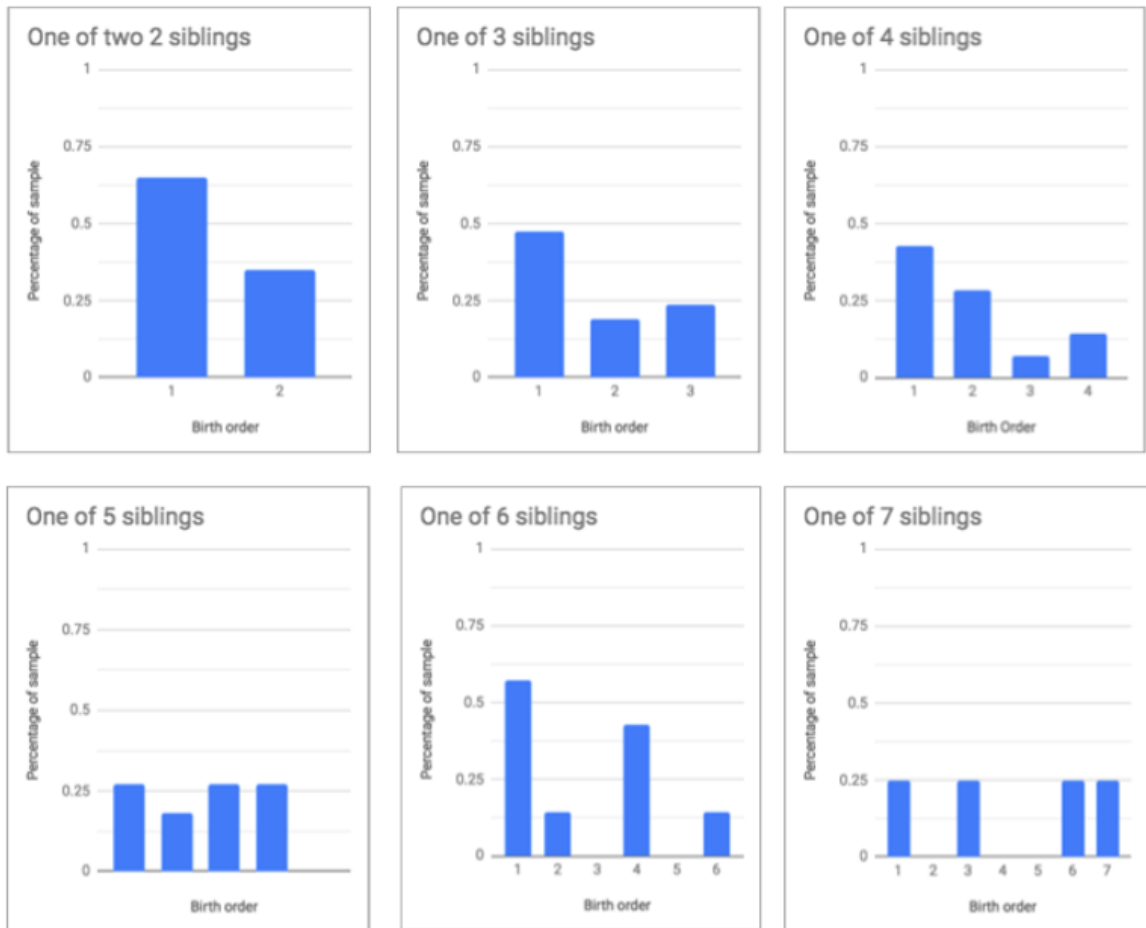 One of two 2 siblings
1
0.75
0.5
0.25
0
Percentage of sample
1 2
Birth order
One of 3 siblings
1
0.75
0.5
0.25
0
Percentage of sample
1 2 3
Birth order
One of 4 siblings
1
0.75
0.5
0.25
0
Percentage of sample
1 2 3 4
Birth Order
One of 5 siblings
1
0.75
0.5
0.25
0
Percentage of sample
Birth order
One of 6 siblings
1
0.75
0.5
0.25
0
Percentage of sample
1 2 3 4 5 6
Birth order
One of 7 siblings
1
0.75
0.5
0.25
0
Percentage of sample
1 2 3 4 5 6 7
Birth order